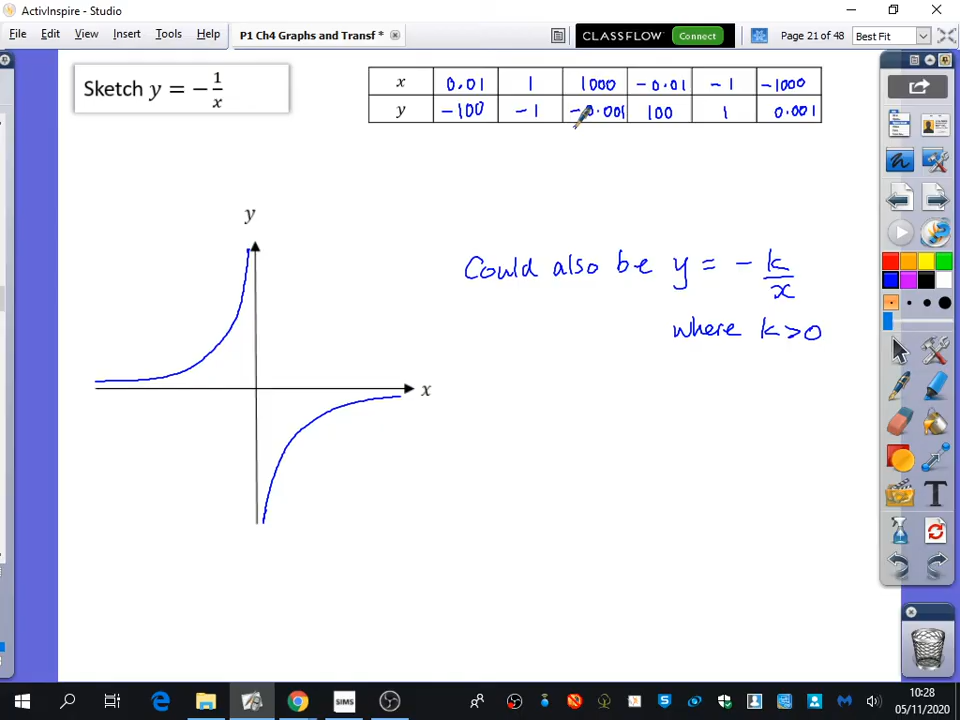 ActivInspire - Studio
File Edit View Insert Tools Help
P1 Ch4 Graphs and Transf *
CLASSFLOW Connect
Page 21 of 48
Best Fit
Sketch y = −1/x
x 0.01 1 1000 −0.01 −1 −1000
y −100 −1 −0.001 100 1 0.001
y
Could also be y = −k/x
where k>0
x
T
SIMS
10:28
05/11/2020